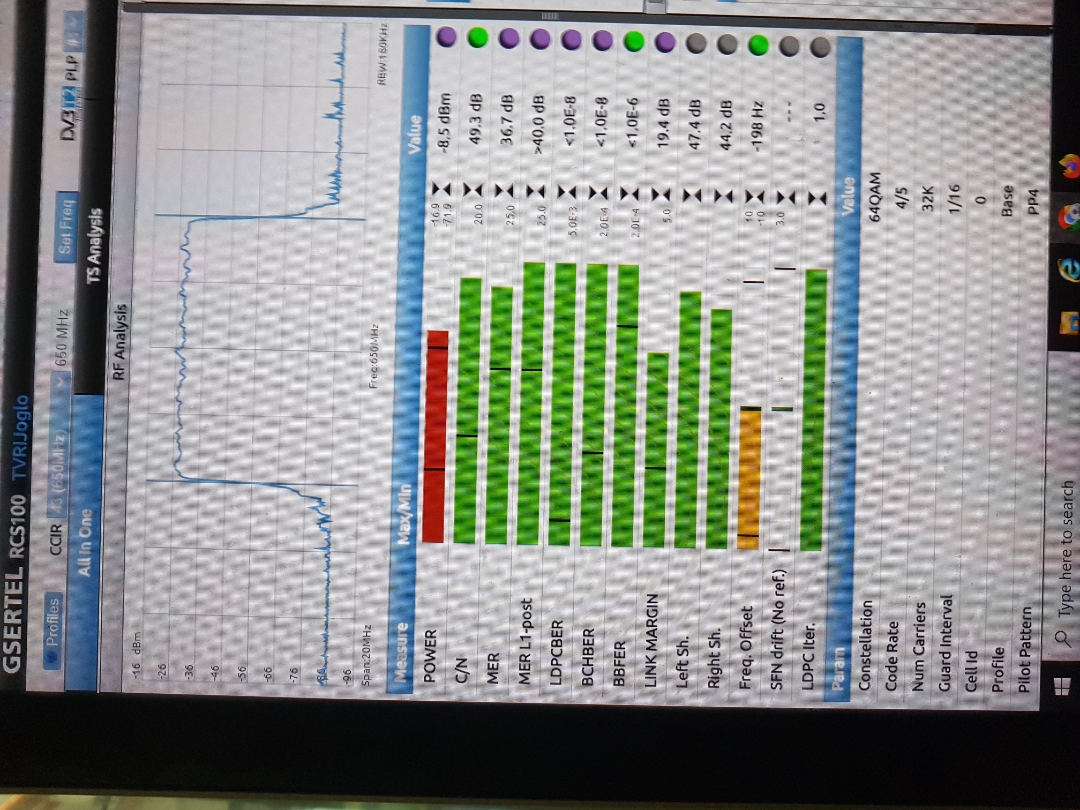 GSERTEL RCS100 TVRIJoglo
Profiles CCIR 43 (650MHz) 650 MHz Set Freq DVB T2 PLP
All in One TS Analysis
RF Analysis
-16 dBm
-26
-36
-46
-56
-66
-76
-86
-96
Span:20MHz Freq:650MHz RBW:160KHz
Measure Max/Min Value
POWER -16.9 -71.9 -8.5 dBm
C/N 20.0 49.3 dB
MER 25.0 36.7 dB
MER L1-post 25.0 >40.0 dB
LDPCBER 5.0E-3 <1.0E-8
BCHBER 2.0E-4 <1.0E-8
BBFER 2.0E-4 <1.0E-6
LINK MARGIN 5.0 19.4 dB
Left Sh. 47.4 dB
Right Sh. 44.2 dB
Freq. Offset 10 -10 -198 Hz
SFN drift (No ref.) 3.0 ---
LDPC Iter. 1.0
Param Value
Constellation 64QAM
Code Rate 4/5
Num Carriers 32K
Guard Interval 1/16
Cell Id 0
Profile Base
Pilot Pattern PP4
Type here to search